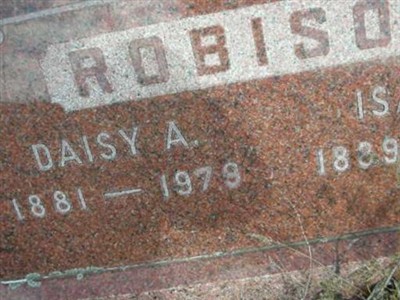 ROBISO
DAISY A.
IS
1881 — 1979
1839